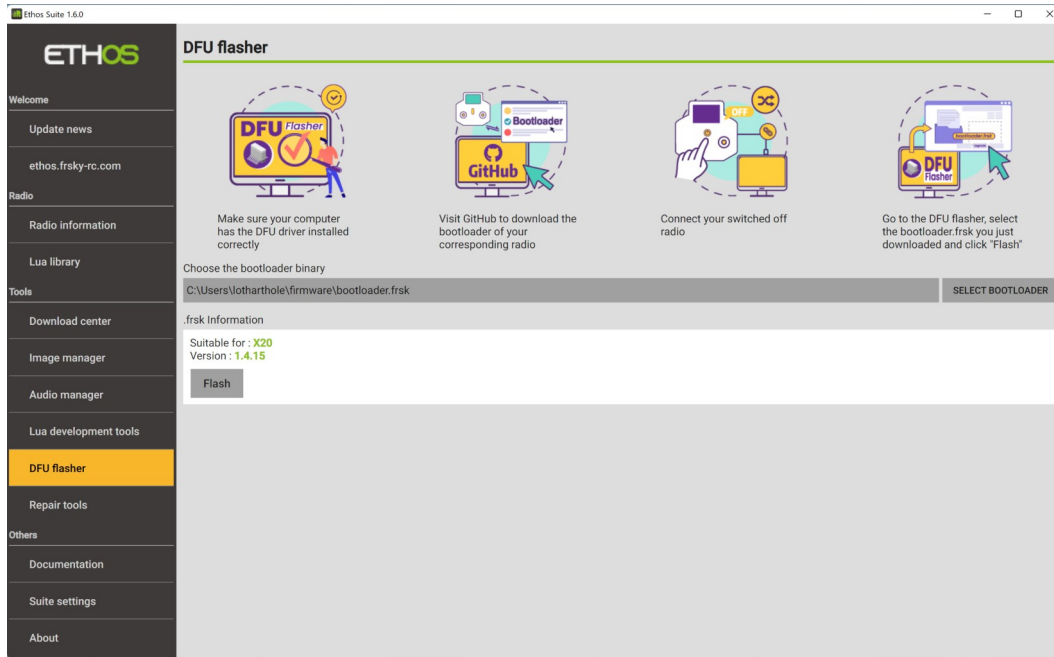 Ethos Suite 1.6.0
ETHOS
Welcome
Update news
ethos.frsky-rc.com
Radio
Radio information
Lua library
Tools
Download center
Image manager
Audio manager
Lua development tools
DFU flasher
Repair tools
Others
Documentation
Suite settings
About
DFU flasher
DFU Flasher
Bootloader
GitHub
OFF
bootloader.frsk
DFU
Flasher
Make sure your computer
has the DFU driver installed
correctly
Visit GitHub to download the
bootloader of your
corresponding radio
Connect your switched off
radio
Go to the DFU flasher, select
the bootloader.frsk you just
downloaded and click "Flash"
Choose the bootloader binary
C:\Users\lotharthole\firmware\bootloader.frsk
SELECT BOOTLOADER
.frsk Information
Suitable for : X20
Version : 1.4.15
Flash